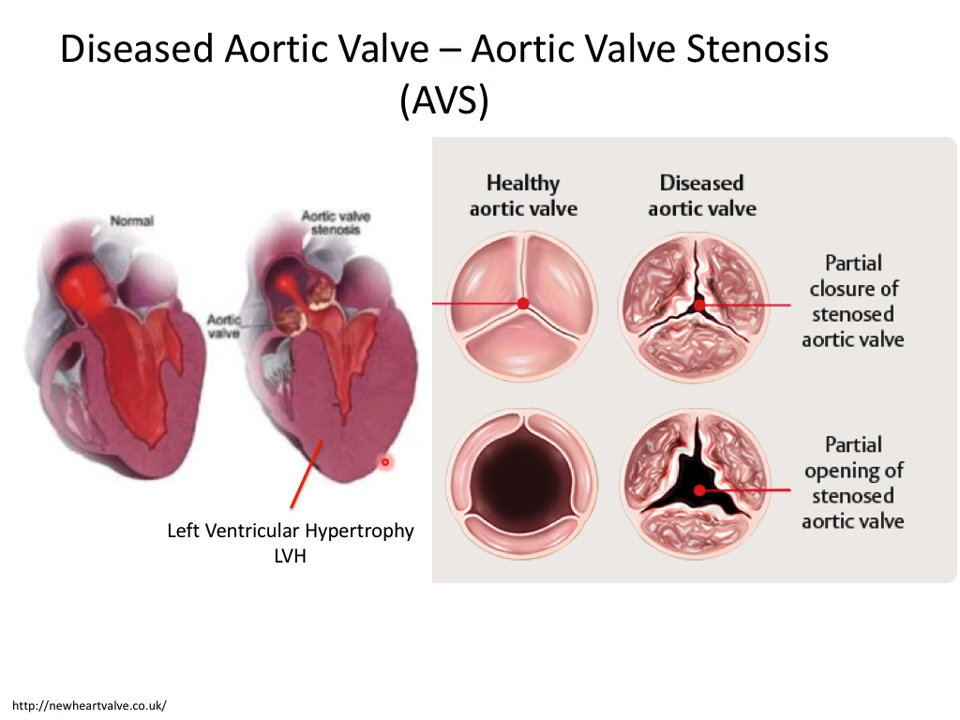 Diseased Aortic Valve – Aortic Valve Stenosis
(AVS)
Normal
Aortic valve
stenosis
Aortic
valve
Left Ventricular Hypertrophy
LVH
Healthy
aortic valve
Diseased
aortic valve
Partial
closure of
stenosed
aortic valve
Partial
opening of
stenosed
aortic valve
http://newheartvalve.co.uk/